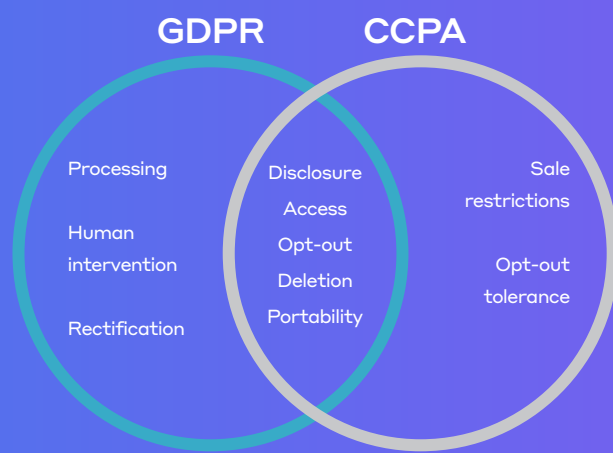 GDPR
CCPA
Processing
Human
intervention
Rectification
Disclosure
Access
Opt-out
Deletion
Portability
Sale
restrictions
Opt-out
tolerance